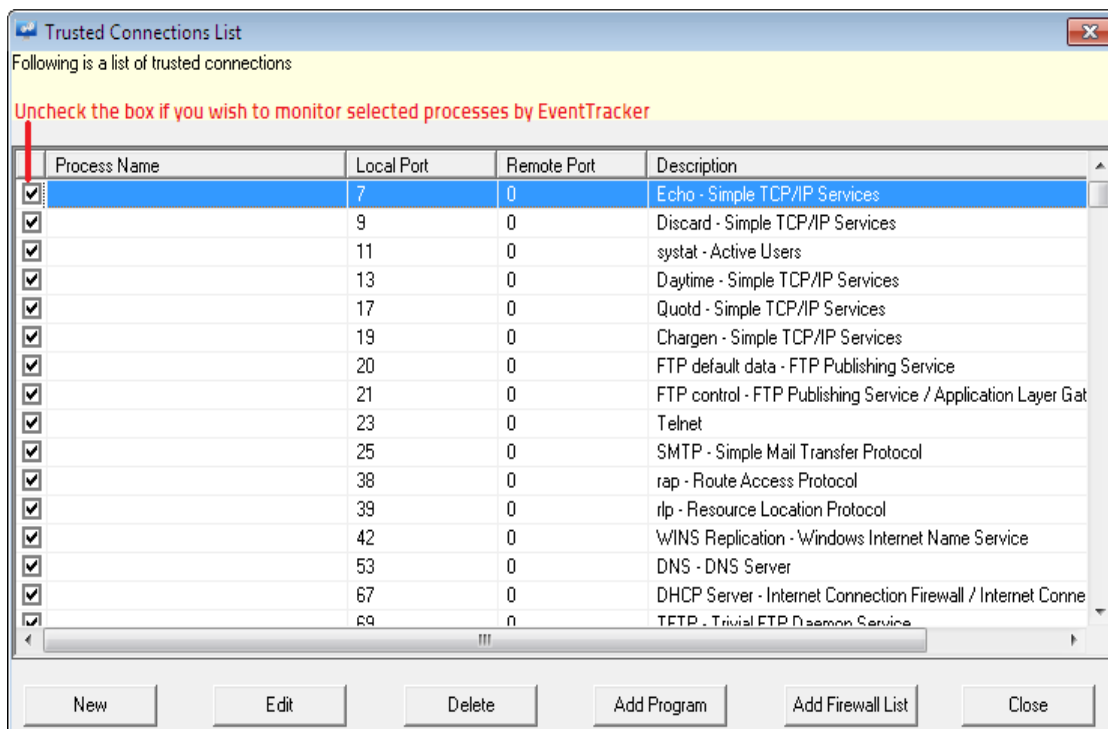 Trusted Connections List
Following is a list of trusted connections
Uncheck the box if you wish to monitor selected processes by EventTracker
Process Name Local Port Remote Port Description
7 0 Echo - Simple TCP/IP Services
9 0 Discard - Simple TCP/IP Services
11 0 systat - Active Users
13 0 Daytime - Simple TCP/IP Services
17 0 Quotd - Simple TCP/IP Services
19 0 Chargen - Simple TCP/IP Services
20 0 FTP default data - FTP Publishing Service
21 0 FTP control - FTP Publishing Service / Application Layer Gat
23 0 Telnet
25 0 SMTP - Simple Mail Transfer Protocol
38 0 rap - Route Access Protocol
39 0 rlp - Resource Location Protocol
42 0 WINS Replication - Windows Internet Name Service
53 0 DNS - DNS Server
67 0 DHCP Server - Internet Connection Firewall / Internet Conne
69 0 TFTP - Trivial FTP Daemon Service
New Edit Delete Add Program Add Firewall List Close